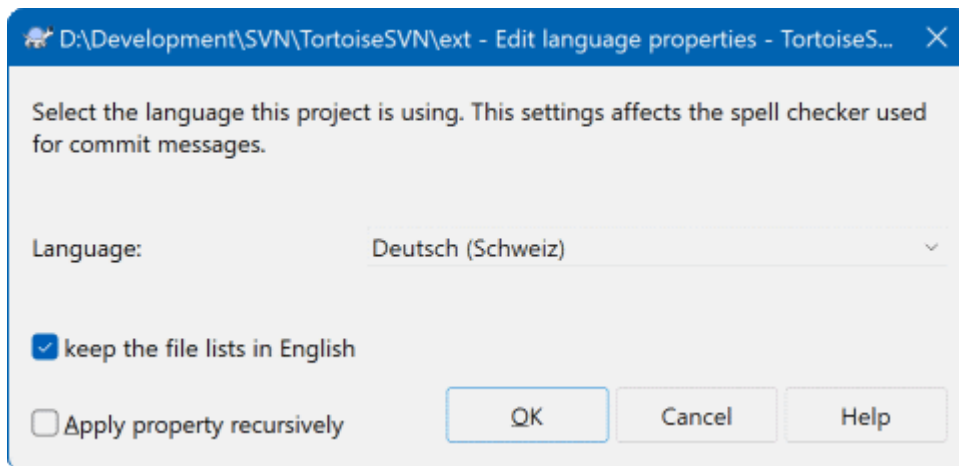 D:\Development\SVN\TortoiseSVN\ext - Edit language properties - TortoiseS...
Select the language this project is using. This settings affects the spell checker used
for commit messages.
Language: Deutsch (Schweiz)
keep the file lists in English
Apply property recursively OK Cancel Help